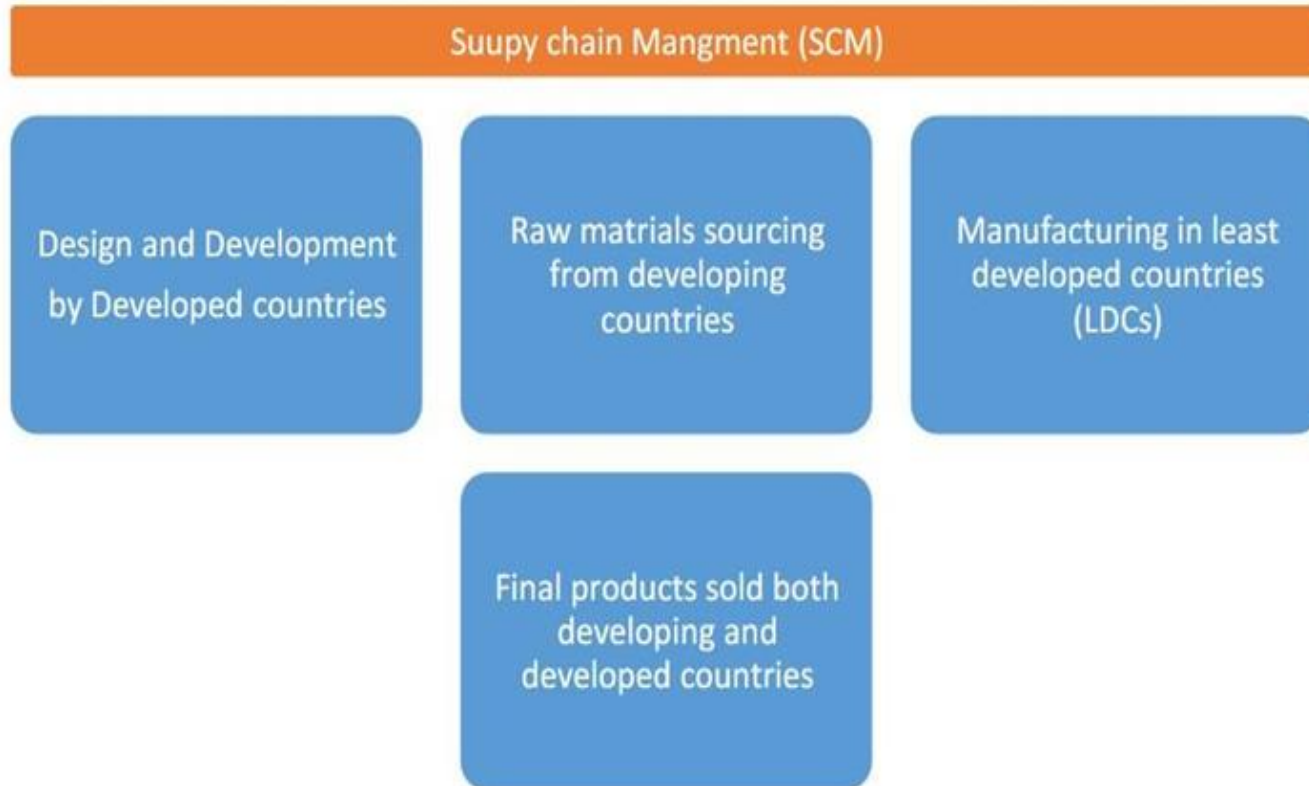 Suupy chain Mangment (SCM)
Design and Development
by Developed countries
Raw matrials sourcing
from developing
countries
Manufacturing in least
developed countries
(LDCs)
Final products sold both
developing and
developed countries